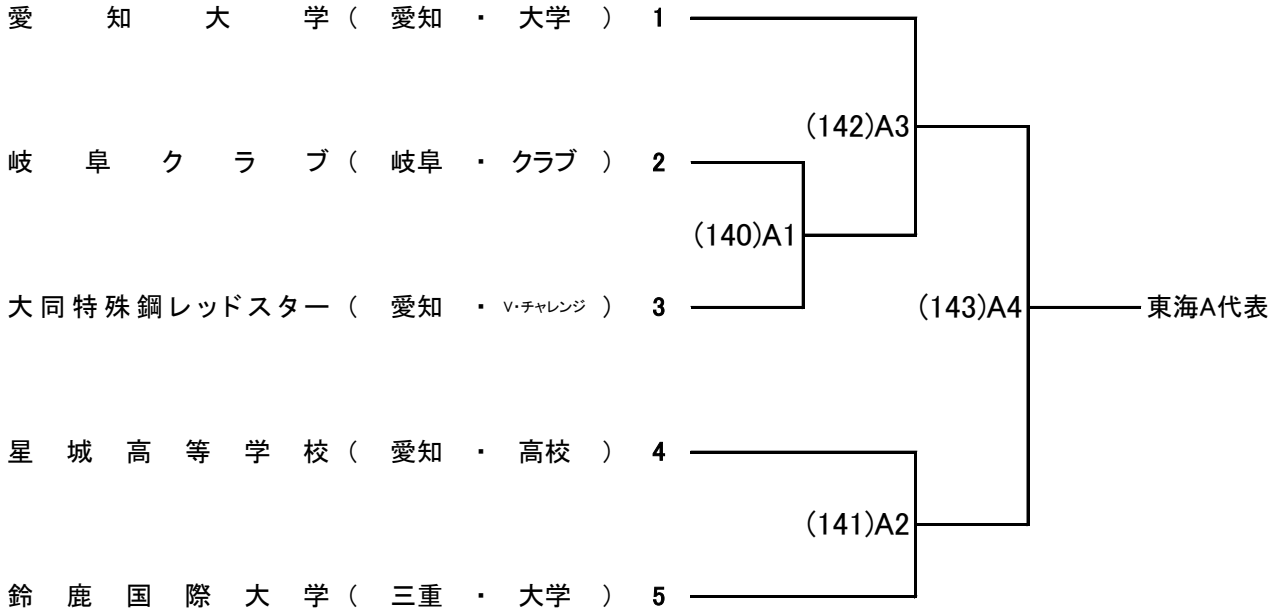 愛知大学（ 愛知 ・ 大学 ） 1
(142)A3
岐阜クラブ（ 岐阜 ・ クラブ ） 2
(140)A1
大同特殊鋼レッドスター（ 愛知 ・ V・チャレンジ ） 3
(143)A4
東海A代表
星城高等学校（ 愛知 ・ 高校 ） 4
(141)A2
鈴鹿国際大学（ 三重 ・ 大学 ） 5